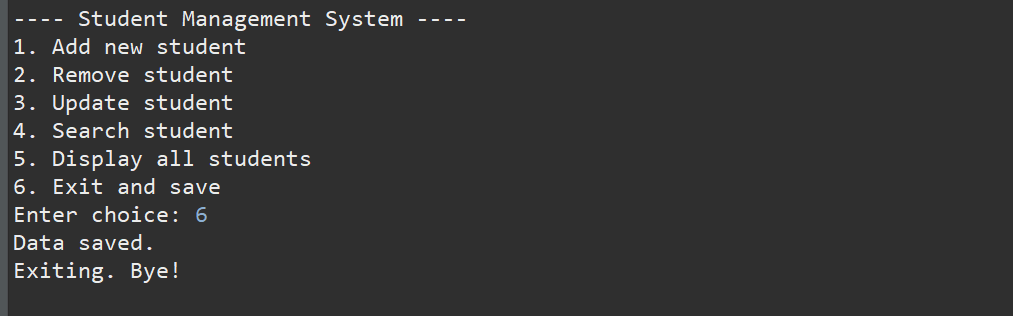 ---- Student Management System ----
1. Add new student
2. Remove student
3. Update student
4. Search student
5. Display all students
6. Exit and save
Enter choice: 6
Data saved.
Exiting. Bye!